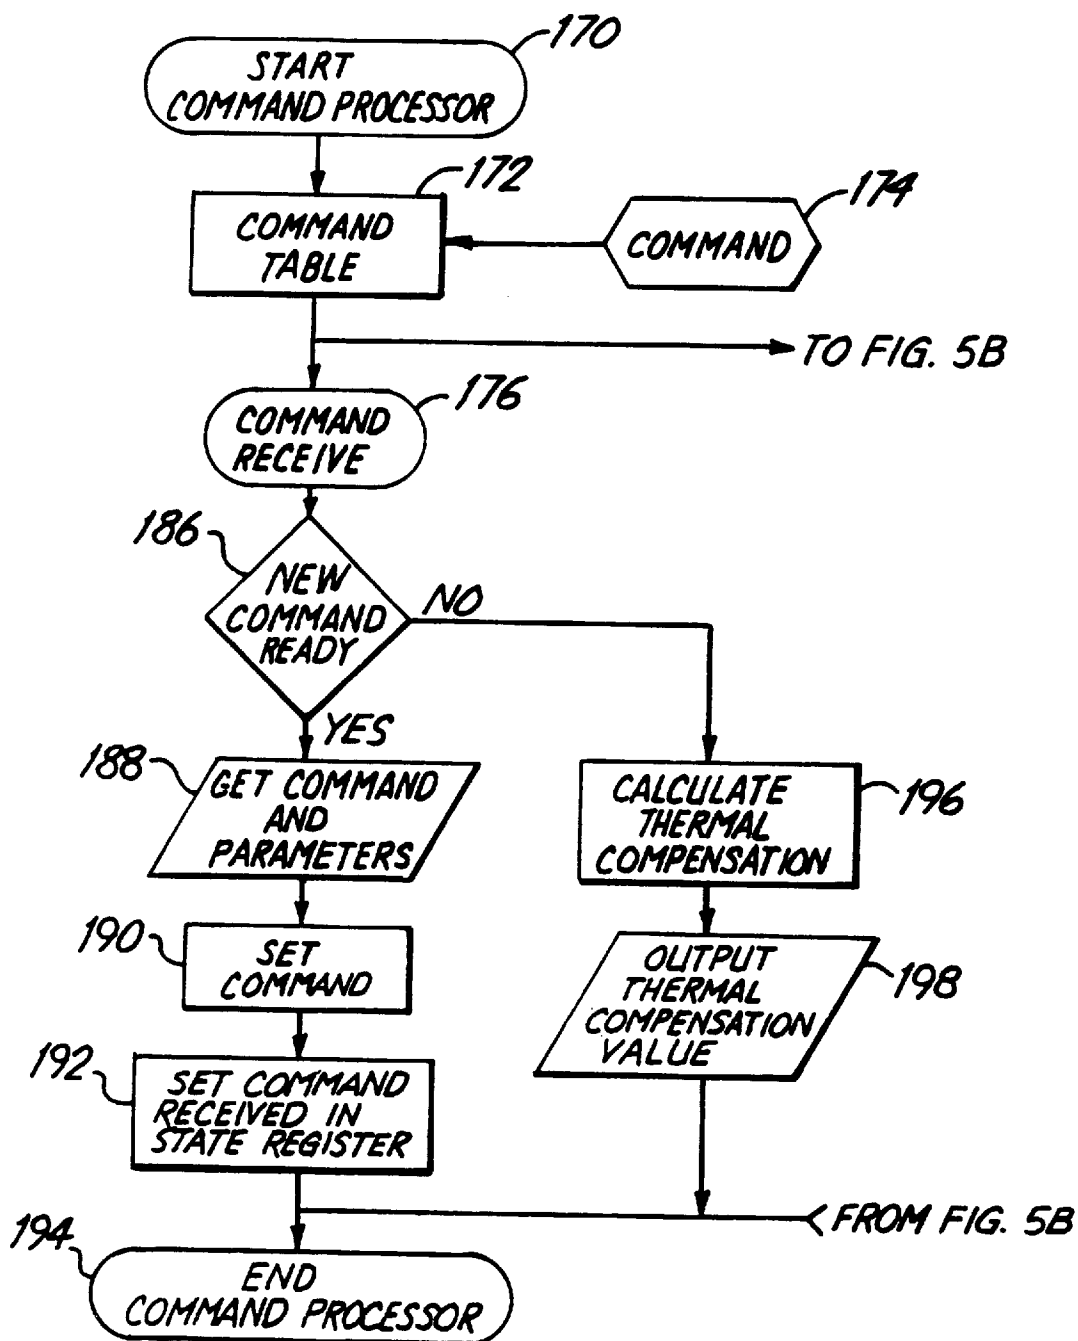 170
START
COMMAND PROCESSOR
172
174
COMMAND
TABLE
COMMAND
TO FIG. 5B
176
COMMAND
RECEIVE
186
NEW
COMMAND
READY
NO
YES
188
GET COMMAND
AND
PARAMETERS
CALCULATE
THERMAL
COMPENSATION
196
190
SET
COMMAND
OUTPUT
THERMAL
COMPENSATION
VALUE
198
192
SET COMMAND
RECEIVED IN
STATE REGISTER
FROM FIG. 5B
194
END
COMMAND PROCESSOR